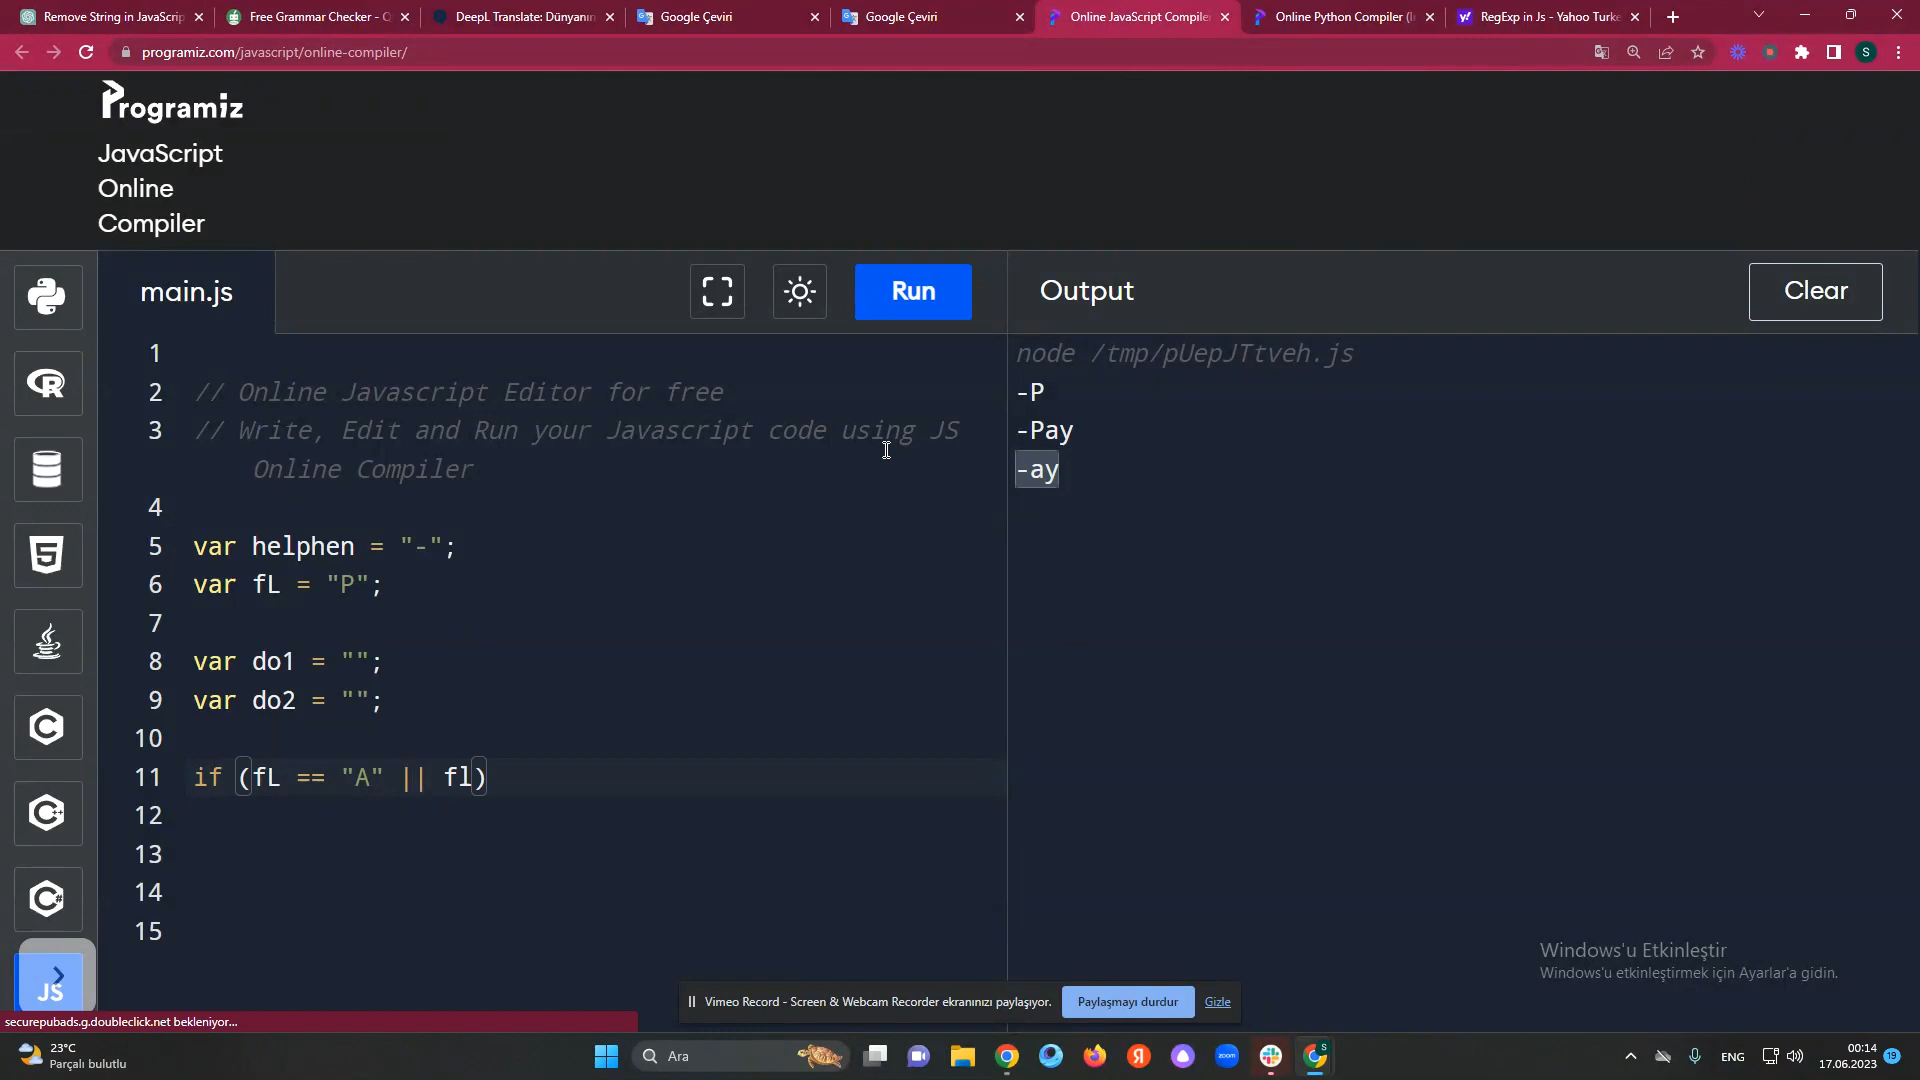 Remove String in JavaScrip
Free Grammar Checker - Q
DeepL Translate: Dünyanın
Google Çeviri
Google Çeviri
Online JavaScript Compiler
Online Python Compiler (I
RegExp in Js - Yahoo Turke
programiz.com/javascript/online-compiler/
S
Programiz
JavaScript
Online
Compiler
main.js
Run
Output
Clear
1
2 // Online Javascript Editor for free
3 // Write, Edit and Run your Javascript code using JS
Online Compiler
4
5 var helphen = "-";
6 var fL = "P";
7
8 var do1 = "";
9 var do2 = "";
10
11 if (fL == "A" || fl)
12
13
14
15
node /tmp/pUepJTtveh.js
-P
-Pay
-ay
JS
Windows'u Etkinleştir
Windows'u etkinleştirmek için Ayarlar'a gidin.
Vimeo Record - Screen & Webcam Recorder ekranınızı paylaşıyor.
Paylaşmayı durdur
Gizle
securepubads.g.doubleclick.net bekleniyor...
23°C
Parçalı bulutlu
Ara
zoom
S
ENG
00:14
17.06.2023
19